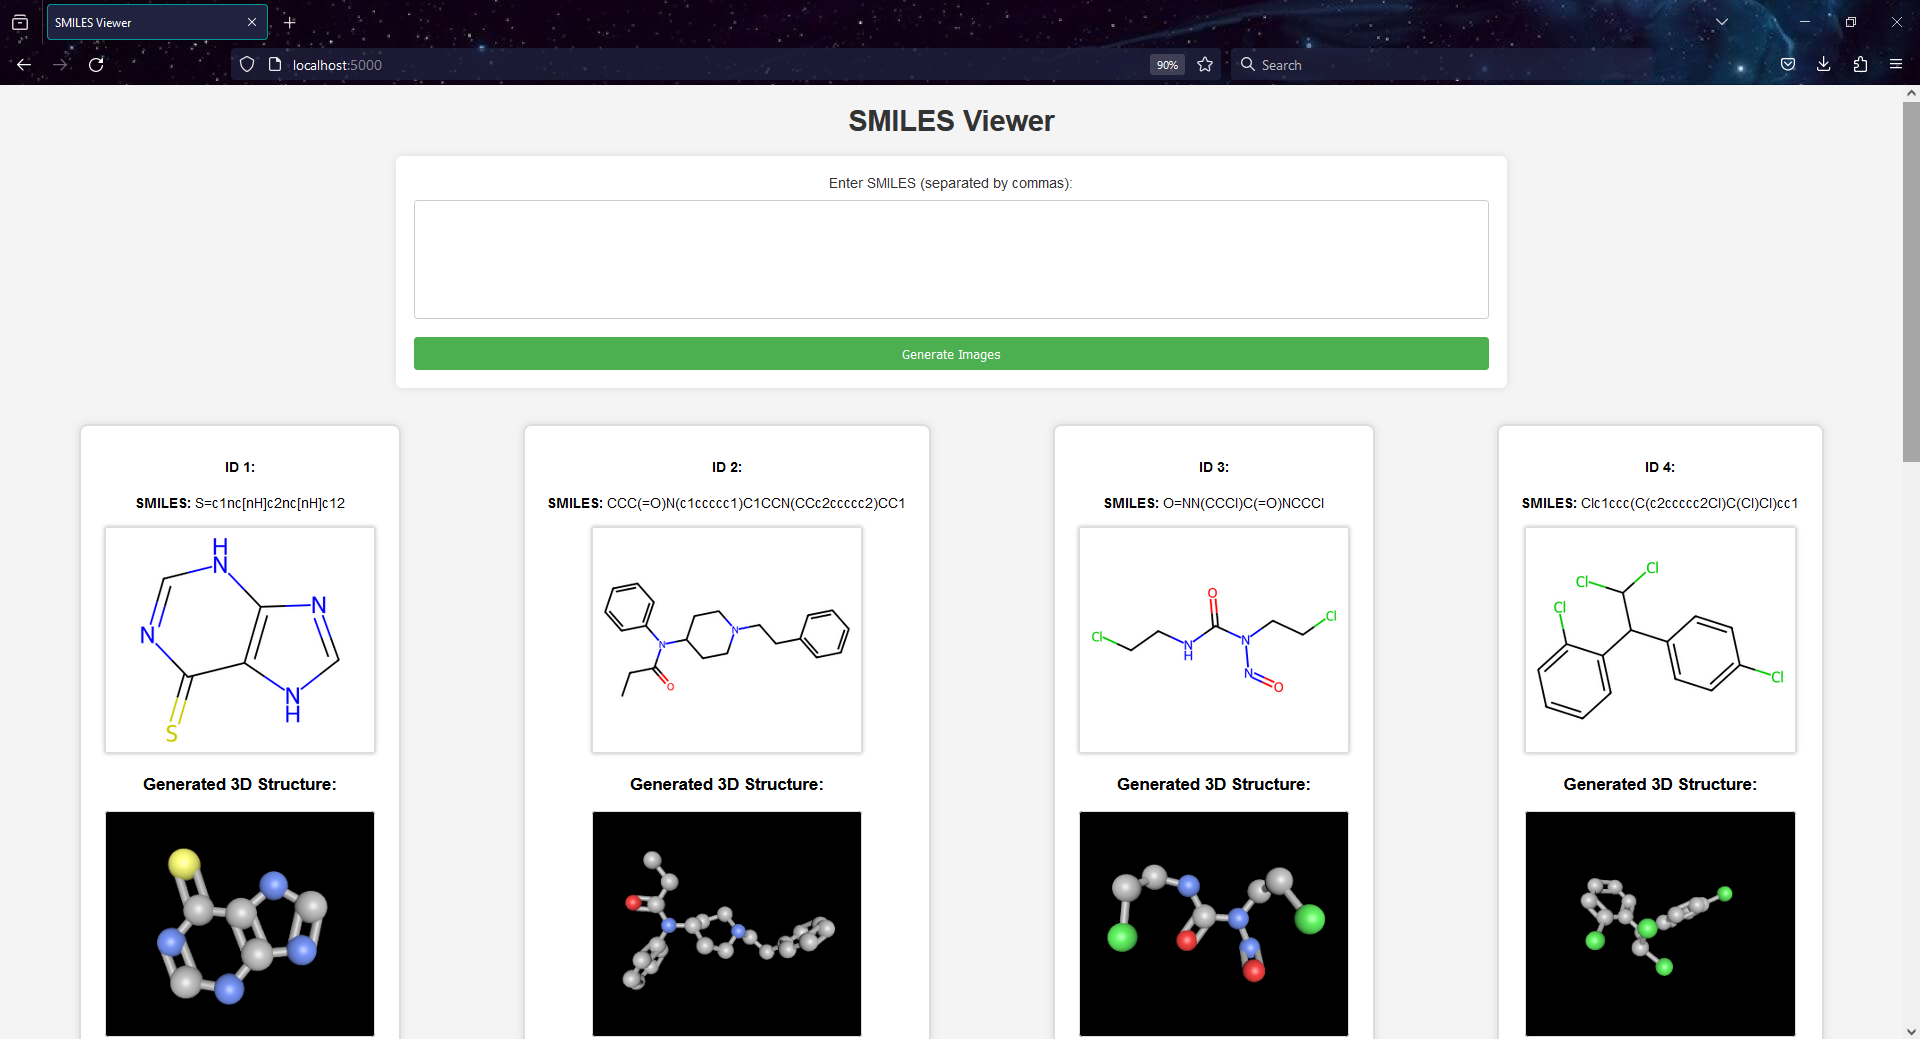 SMILES Viewer
localhost:5000
90%
Search
SMILES Viewer
Enter SMILES (separated by commas):
Generate Images
ID 1:
SMILES: S=c1nc[nH]c2nc[nH]c12
H
N
N
N
N
H
S
Generated 3D Structure:
ID 2:
SMILES: CCC(=O)N(c1ccccc1)C1CCN(CCc2ccccc2)CC1
N
N
O
Generated 3D Structure:
ID 3:
SMILES: O=NN(CCCl)C(=O)NCCCl
O
Cl
Cl
N
H
N
N
O
Generated 3D Structure:
ID 4:
SMILES: Clc1ccc(C(c2ccccc2Cl)C(Cl)Cl)cc1
Cl
Cl
Cl
Cl
Generated 3D Structure: